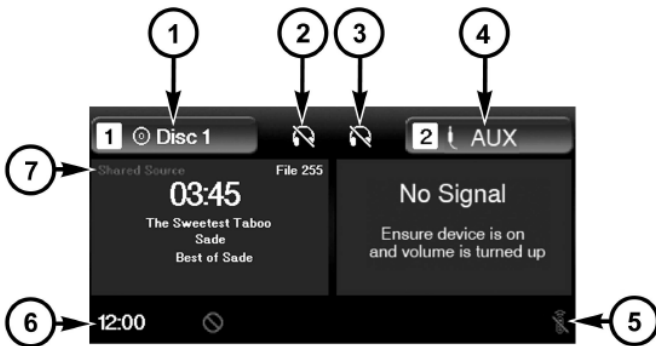 1 2 3 4
1 Disc 1
2 AUX
7
Shared Source
File 255
03:45
The Sweetest Taboo
Sade
Best of Sade
No Signal
Ensure device is on
and volume is turned up
6
12:00
5